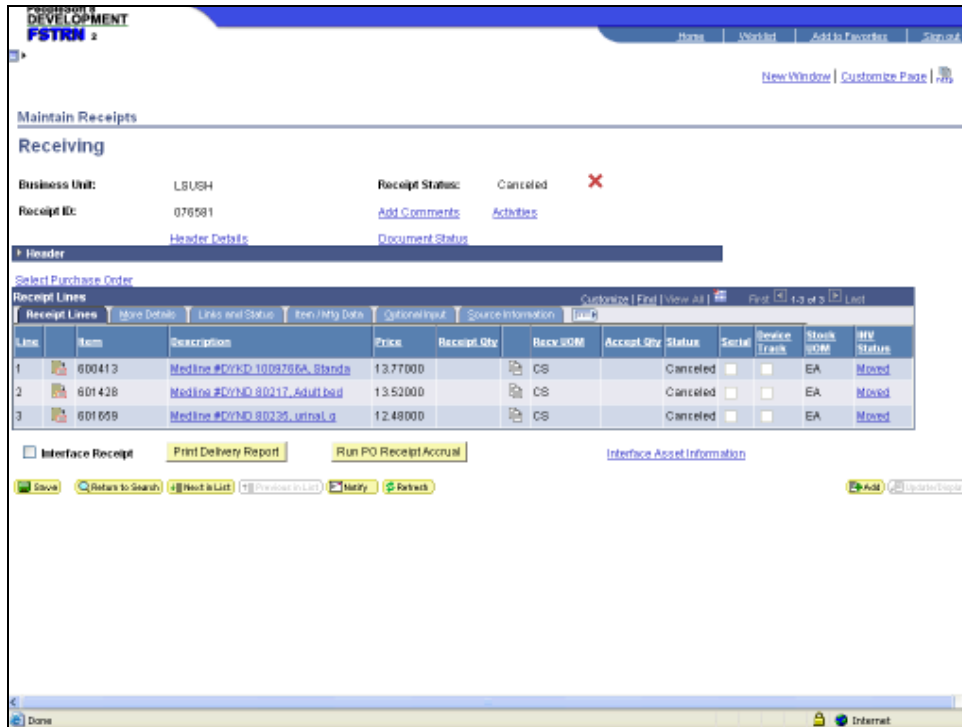 PeopleSoft 8
DEVELOPMENT
FSTRN 2
Home | Worklist | Add to Favorites | Sign out
New Window | Customize Page |
Maintain Receipts
Receiving
Business Unit: LSUSH Receipt Status: Canceled
Receipt ID: 076581 Add Comments Activities
Header Details Document Status
Header
Select Purchase Order
Receipt Lines Customize | Find | View All | First 1-3 of 3 Last
Receipt Lines More Details Links and Status Item / Mfg Data Optional Input Source Information
Line Item Description Price Receipt Qty Recv UOM Accept Qty Status Serial Device Track Stock UOM INV Status
1 600413 Medline #DYKD 1009766A, Standa 13.77000 CS Canceled EA Moved
2 601428 Medline #DYND 80217, Adult bed 13.52000 CS Canceled EA Moved
3 601659 Medline #DYND 80235, urinal, g 12.48000 CS Canceled EA Moved
Interface Receipt Print Delivery Report Run PO Receipt Accrual Interface Asset Information
Save Return to Search Next in List Previous in List Notify Refresh Add Update/Display
Done Internet